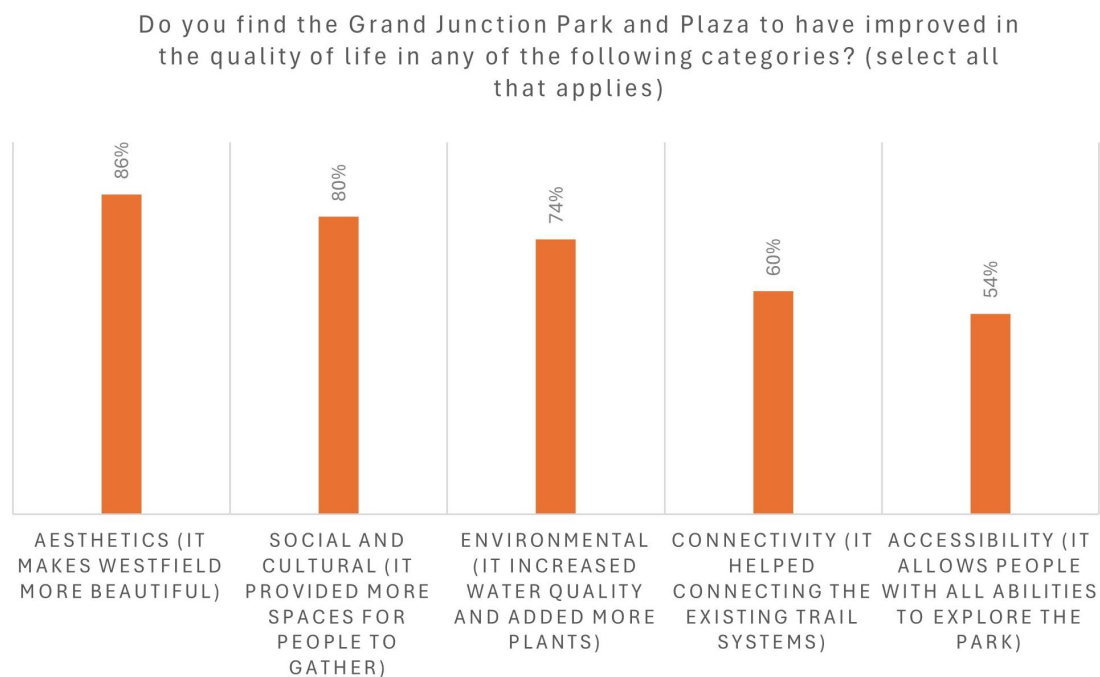 Do you find the Grand Junction Park and Plaza to have improved in
the quality of life in any of the following categories? (select all
that applies)
86%
80%
74%
60%
54%
AESTHETICS (IT
MAKES WESTFIELD
MORE BEAUTIFUL)
SOCIAL AND
CULTURAL (IT
PROVIDED MORE
SPACES FOR
PEOPLE TO
GATHER)
ENVIRONMENTAL
(IT INCREASED
WATER QUALITY
AND ADDED MORE
PLANTS)
CONNECTIVITY (IT
HELPED
CONNECTING THE
EXISTING TRAIL
SYSTEMS)
ACCESSIBILITY (IT
ALLOWS PEOPLE
WITH ALL ABILITIES
TO EXPLORE THE
PARK)